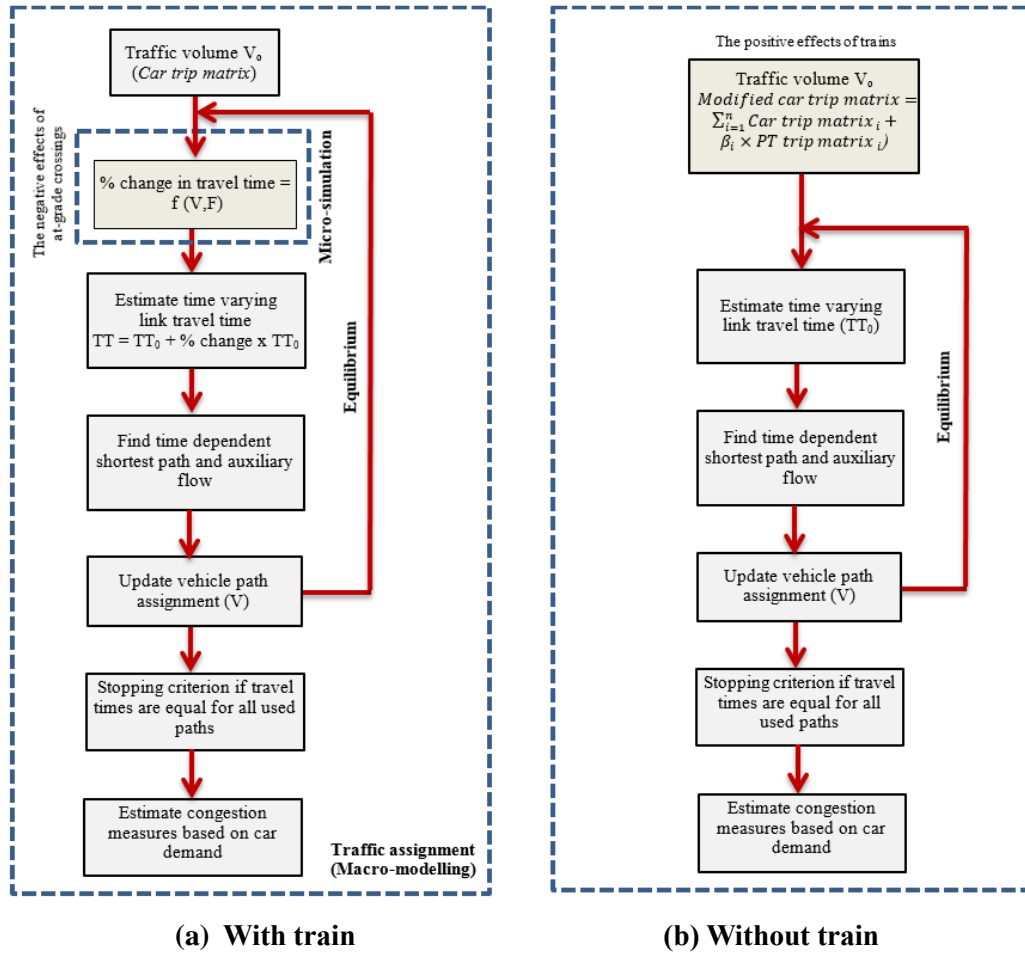 Traffic volume V₀
(Car trip matrix)
The negative effects of
at-grade crossings
% change in travel time =
f (V,F)
Micro-simulation
Estimate time varying
link travel time
TT = TT₀ + % change x TT₀
Equilibrium
Find time dependent
shortest path and auxiliary
flow
Update vehicle path
assignment (V)
Stopping criterion if travel
times are equal for all used
paths
Estimate congestion
measures based on car
demand
Traffic assignment
(Macro-modelling)
(a) With train
The positive effects of trains
Traffic volume V₀
Modified car trip matrix =
∑ⁿᵢ₌₁ Car trip matrix ᵢ +
βᵢ × PT trip matrix ᵢ)
Estimate time varying
link travel time (TT₀)
Equilibrium
Find time dependent
shortest path and auxiliary
flow
Update vehicle path
assignment (V)
Stopping criterion if travel
times are equal for all used
paths
Estimate congestion
measures based on car
demand
(b) Without train